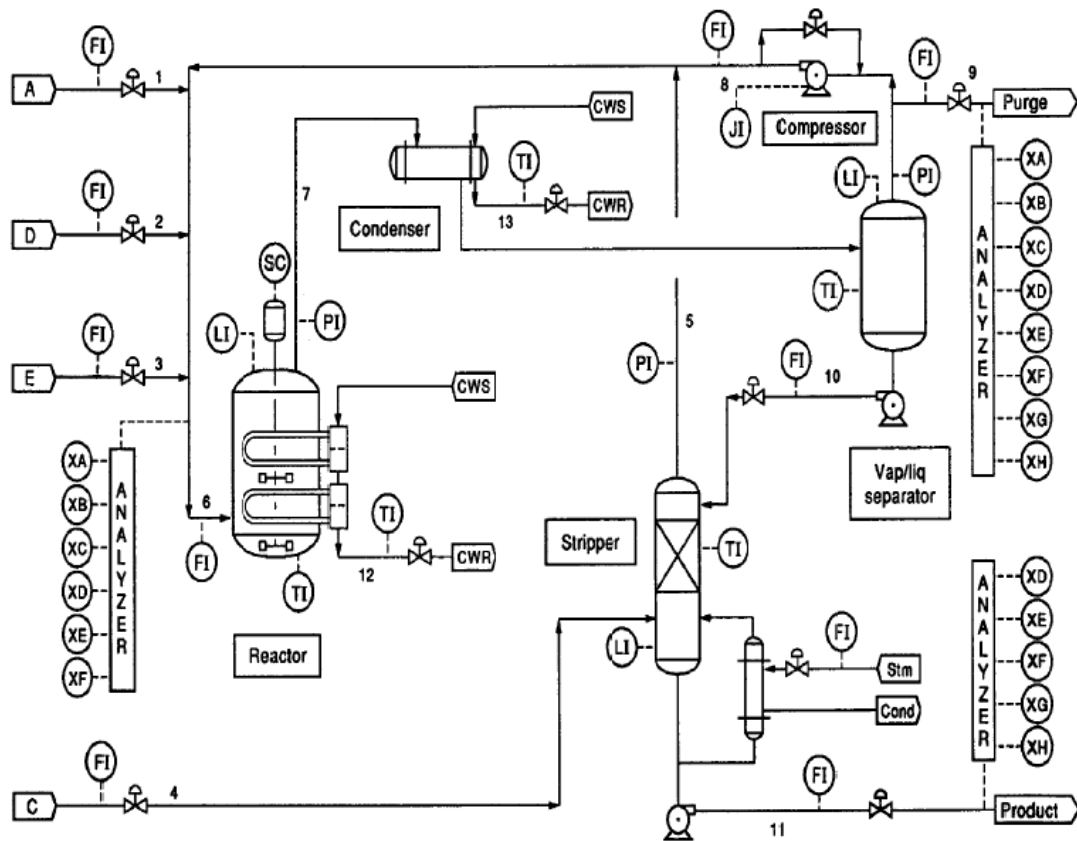 FI
8
FI
9
FI
1
A
CWS
Purge
JI
Compressor
XA
TI
LI
PI
7
XB
FI
13
CWR
A
N
A
L
Y
Z
E
R
XC
D
2
Condenser
SC
XD
TI
LI
PI
5
XE
FI
PI
FI
10
XF
E
3
CWS
XG
XA
A
N
A
L
Y
Z
E
R
XH
XB
Vap/liq
separator
6
TI
XC
Stripper
TI
FI
12
CWR
XD
TI
A
N
A
L
Y
Z
E
R
XD
XE
XE
Reactor
LI
FI
XF
XF
Stm
XG
Cond
XH
FI
FI
C
4
11
Product